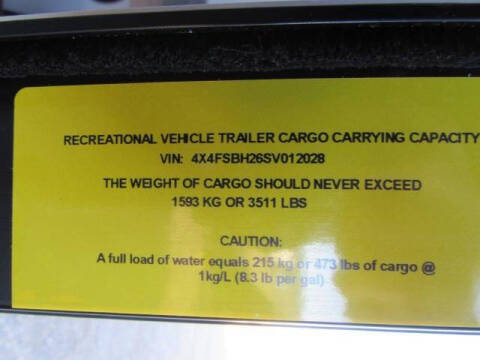 RECREATIONAL VEHICLE TRAILER CARGO CARRYING CAPACITY
VIN: 4X4FSBH26SV012028
THE WEIGHT OF CARGO SHOULD NEVER EXCEED
1593 KG OR 3511 LBS
CAUTION:
A full load of water equals 215 kg or 473 lbs of cargo @
1kg/L (8.3 lb per gal)